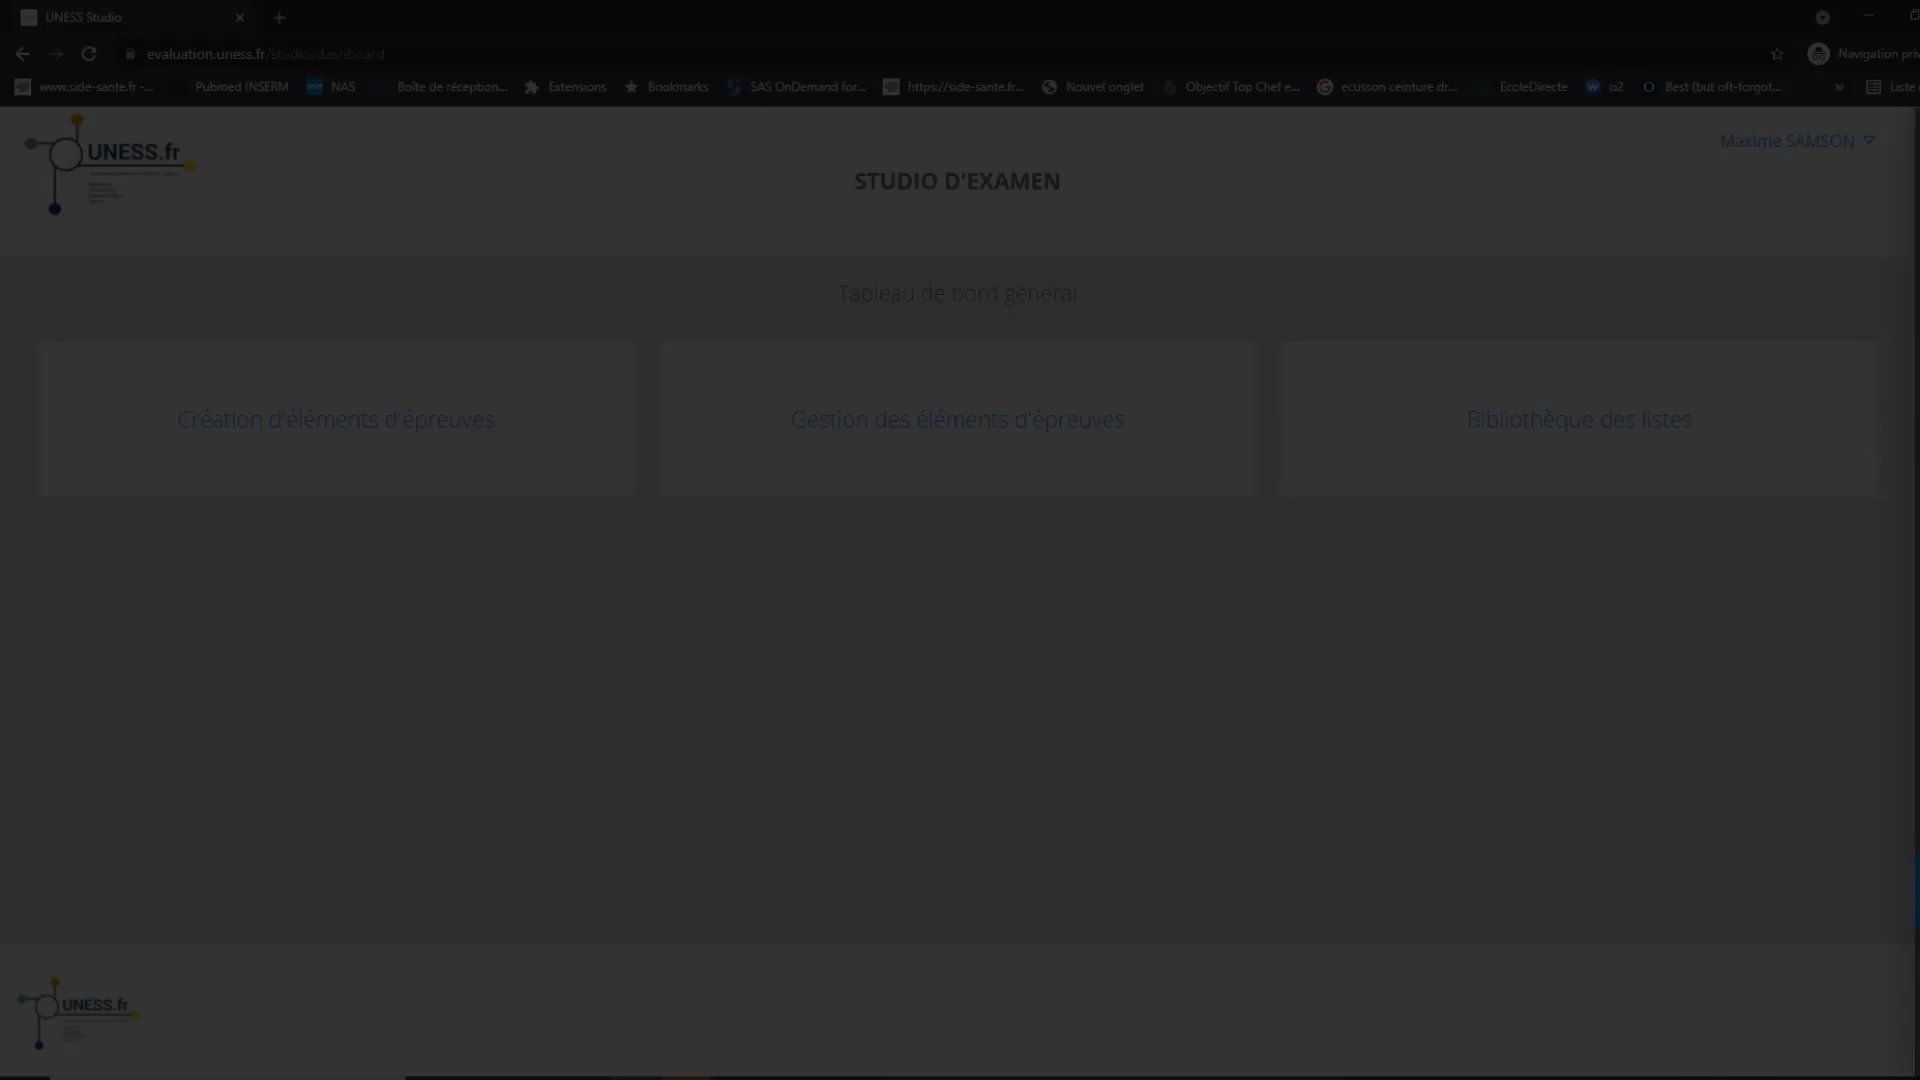 UNESS Studio
evaluation.uness.fr/studio/dashboard
Navigation priv
www.side-sante.fr -... Pubmed INSERM NAS Boîte de réception... Extensions Bookmarks SAS OnDemand for... https://side-sante.fr... Nouvel onglet Objectif Top Chef e... ecusson ceinture dr... EcoleDirecte o2 Best (but oft-forgot... » Liste
UNESS.fr
Maxime SAMSON
STUDIO D'EXAMEN
Tableau de bord général
Création d'éléments d'épreuves
Gestion des éléments d'épreuves
Bibliothèque des listes
UNESS.fr